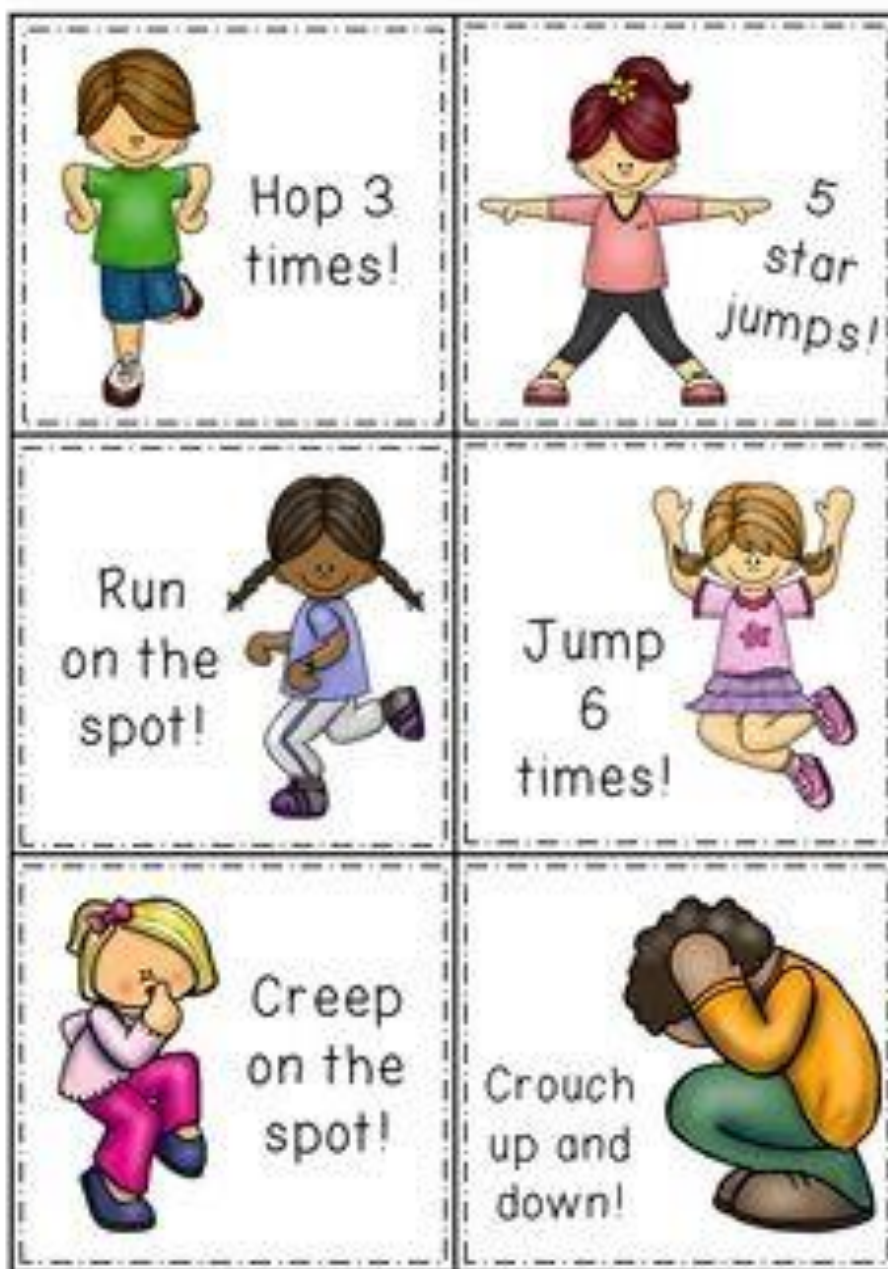 Hop 3
times!
5
star
jumps!
Run
on the
spot!
Jump
6
times!
Creep
on the
spot!
Crouch
up and
down!